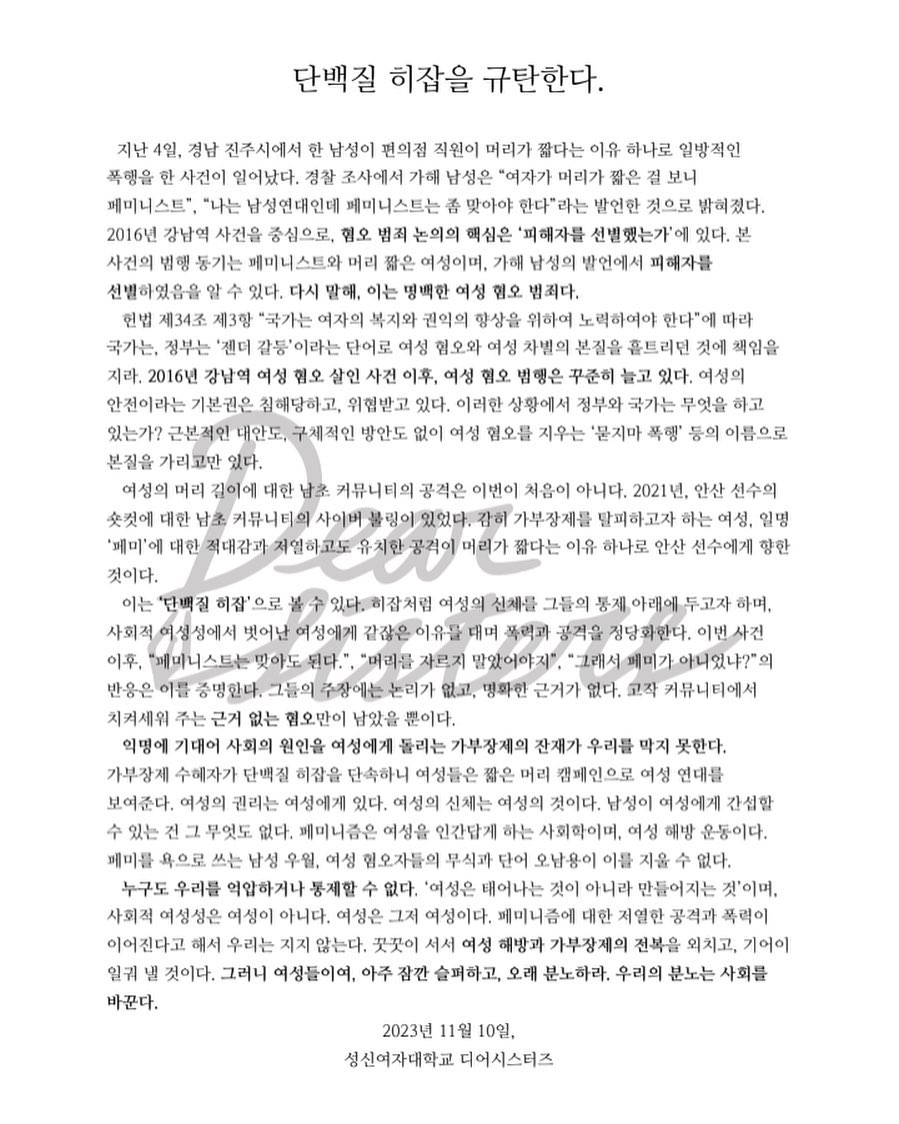 단백질 히잡을 규탄한다.
지난 4일, 경남 진주시에서 한 남성이 편의점 직원이 머리가 짧다는 이유 하나로 일방적인
폭행을 한 사건이 일어났다. 경찰 조사에서 가해 남성은 “여자가 머리가 짧은 걸 보니
페미니스트”, “나는 남성연대인데 페미니스트는 좀 맞아야 한다”라는 발언한 것으로 밝혀졌다.
2016년 강남역 사건을 중심으로, 혐오 범죄 논의의 핵심은 ‘피해자를 선별했는가’에 있다. 본
사건의 범행 동기는 페미니스트와 머리 짧은 여성이며, 가해 남성의 발언에서 피해자를
선별하였음을 알 수 있다. 다시 말해, 이는 명백한 여성 혐오 범죄다.
헌법 제34조 제3항 “국가는 여자의 복지와 권익의 향상을 위하여 노력하여야 한다”에 따라
국가는, 정부는 ‘젠더 갈등’이라는 단어로 여성 혐오와 여성 차별의 본질을 흩트리던 것에 책임을
지라. 2016년 강남역 여성 혐오 살인 사건 이후, 여성 혐오 범행은 꾸준히 늘고 있다. 여성의
안전이라는 기본권은 침해당하고, 위협받고 있다. 이러한 상황에서 정부와 국가는 무엇을 하고
있는가? 근본적인 대안도, 구체적인 방안도 없이 여성 혐오를 지우는 ‘묻지마 폭행’ 등의 이름으로
본질을 가리고만 있다.
여성의 머리 길이에 대한 남초 커뮤니티의 공격은 이번이 처음이 아니다. 2021년, 안산 선수의
숏컷에 대한 남초 커뮤니티의 사이버 불링이 있었다. 감히 가부장제를 탈피하고자 하는 여성, 일명
‘페미’에 대한 적대감과 저열하고도 유치한 공격이 머리가 짧다는 이유 하나로 안산 선수에게 향한
것이다.
이는 ‘단백질 히잡’으로 볼 수 있다. 히잡처럼 여성의 신체를 그들의 통제 아래에 두고자 하며,
사회적 여성성에서 벗어난 여성에게 같잖은 이유를 대며 폭력과 공격을 정당화한다. 이번 사건
이후, “페미니스트는 맞아도 된다.”, “머리를 자르지 말았어야지”, “그래서 페미가 아니었냐?”의
반응은 이를 증명한다. 그들의 주장에는 논리가 없고, 명확한 근거가 없다. 고작 커뮤니티에서
치켜세워 주는 근거 없는 혐오만이 남았을 뿐이다.
익명에 기대어 사회의 원인을 여성에게 돌리는 가부장제의 잔재가 우리를 막지 못한다.
가부장제 수혜자가 단백질 히잡을 단속하니 여성들은 짧은 머리 캠페인으로 여성 연대를
보여준다. 여성의 권리는 여성에게 있다. 여성의 신체는 여성의 것이다. 남성이 여성에게 간섭할
수 있는 건 그 무엇도 없다. 페미니즘은 여성을 인간답게 하는 사회학이며, 여성 해방 운동이다.
페미를 욕으로 쓰는 남성 우월, 여성 혐오자들의 무식과 단어 오남용이 이를 지울 수 없다.
누구도 우리를 억압하거나 통제할 수 없다. ‘여성은 태어나는 것이 아니라 만들어지는 것’이며,
사회적 여성성은 여성이 아니다. 여성은 그저 여성이다. 페미니즘에 대한 저열한 공격과 폭력이
이어진다고 해서 우리는 지지 않는다. 꿋꿋이 서서 여성 해방과 가부장제의 전복을 외치고, 기어이
일궈 낼 것이다. 그러니 여성들이여, 아주 잠깐 슬퍼하고, 오래 분노하라. 우리의 분노는 사회를
바꾼다.
2023년 11월 10일,
성신여자대학교 디어시스터즈
Dear
Sisters